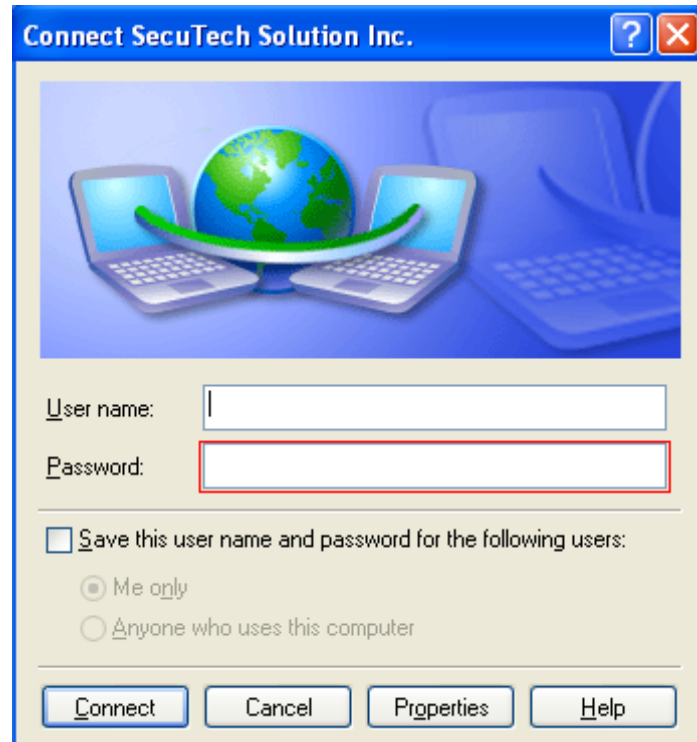 Connect SecuTech Solution Inc.
User name:
Password:
Save this user name and password for the following users:
Me only
Anyone who uses this computer
Connect Cancel Properties Help